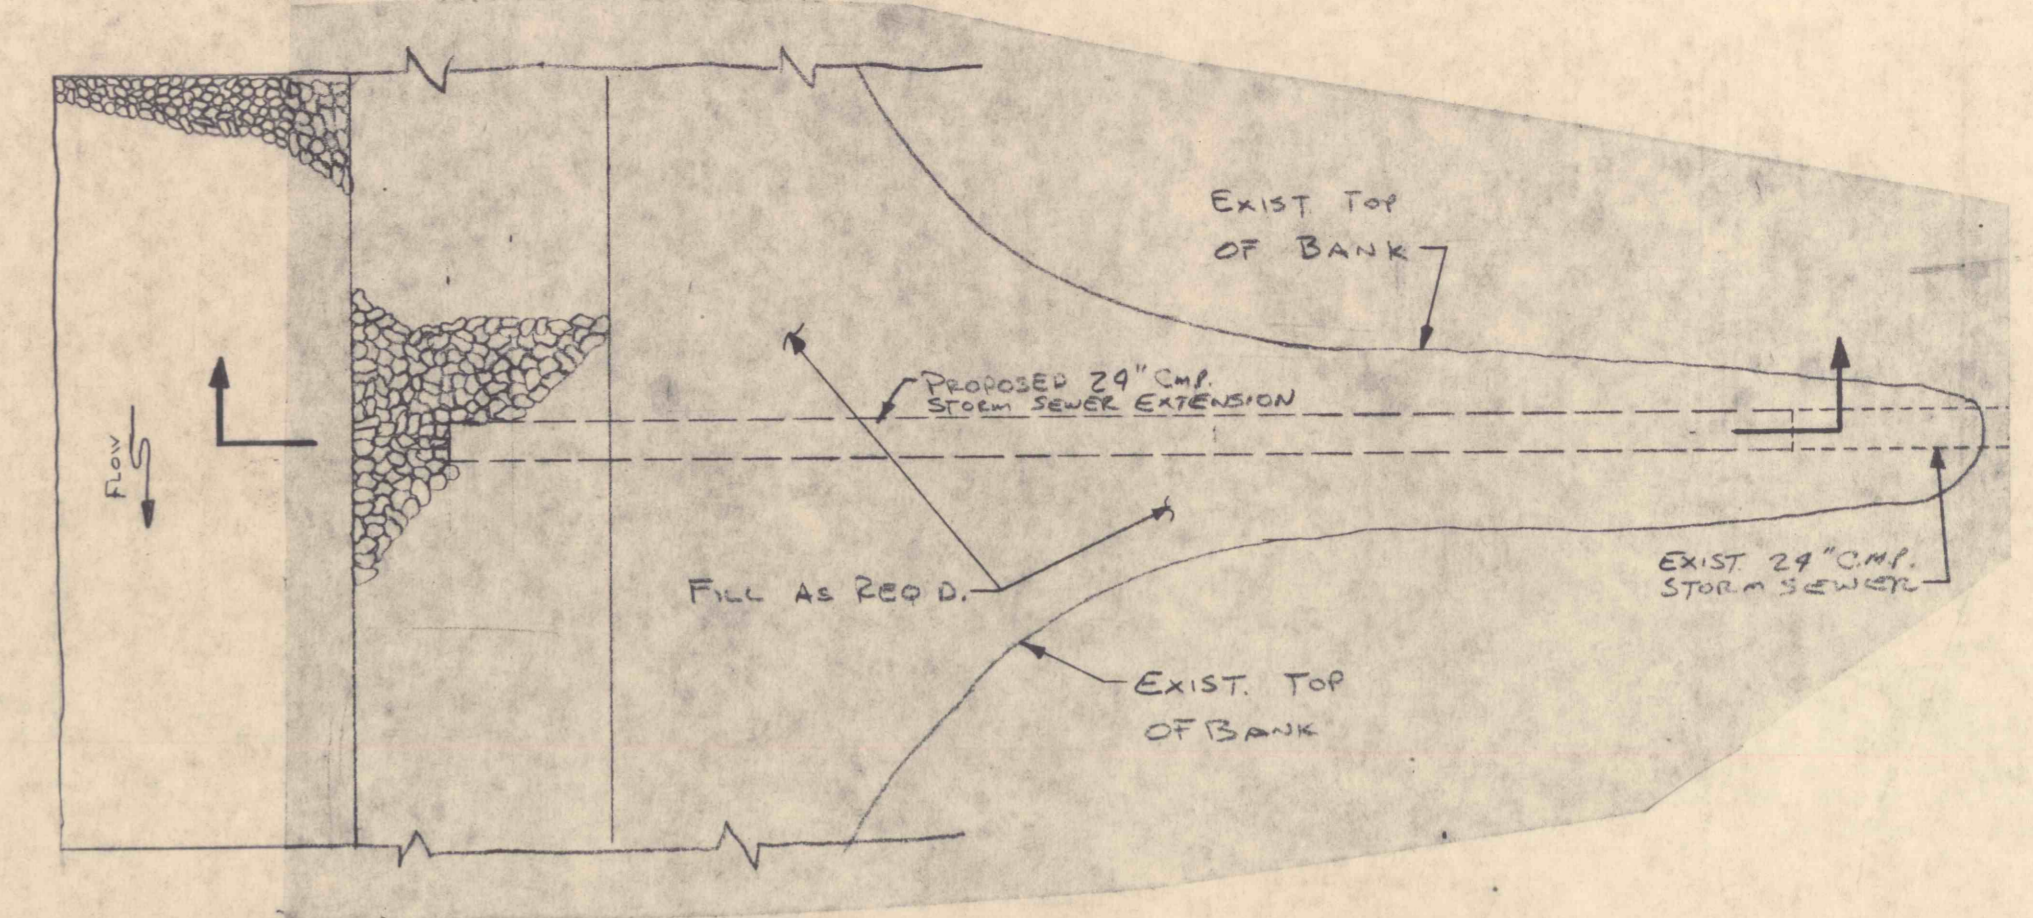 EXIST. TOP
OF BANK
PROPOSED 24" CMP.
STORM SEWER EXTENSION
FLOW
FILL AS REQ D.
EXIST. 24" C.M.P.
STORM SEWER
EXIST. TOP
OF BANK